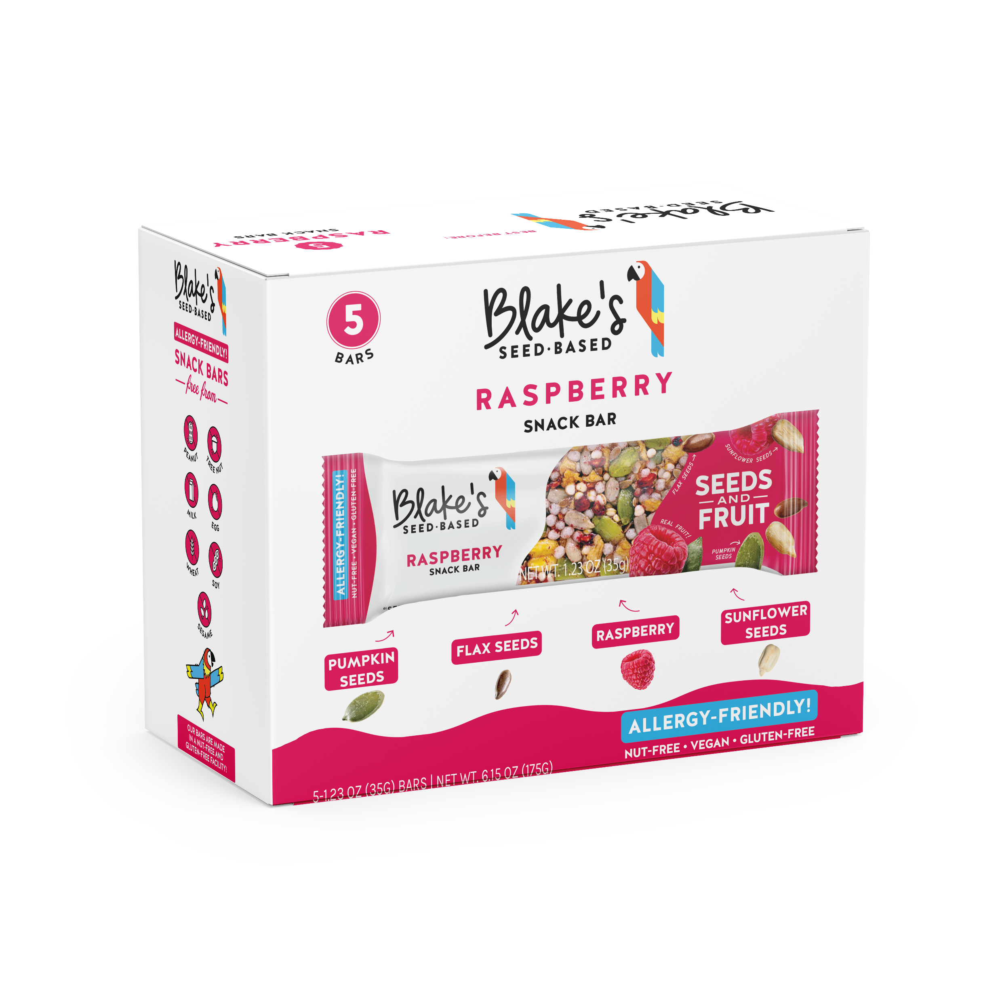 Blake's
SEED·BASED
BEST BEFORE:
RASPBERRY
SNACK BARS
5
Blake's
SEED·BASED
ALLERGY-FRIENDLY!
SNACK BARS
free from
PEANUT
TREE NUT
MILK
EGG
WHEAT
SOY
SESAME
OUR BARS ARE MADE
IN A NUT-FREE AND
GLUTEN-FREE FACILITY!
5
BARS
Blake's
SEED·BASED
RASPBERRY
SNACK BAR
ALLERGY-FRIENDLY!
NUT-FREE • VEGAN • GLUTEN-FREE
Blake's
SEED·BASED
RASPBERRY
SNACK BAR
NET WT. 1.23 OZ (35g)
FLAX SEEDS
SUNFLOWER SEEDS
SEEDS
AND
FRUIT
REAL FRUIT!
PUMPKIN
SEEDS
PUMPKIN
SEEDS
FLAX SEEDS
RASPBERRY
SUNFLOWER
SEEDS
ALLERGY-FRIENDLY!
NUT-FREE • VEGAN • GLUTEN-FREE
5-1.23 OZ (35G) BARS | NET WT. 6.15 OZ (175G)